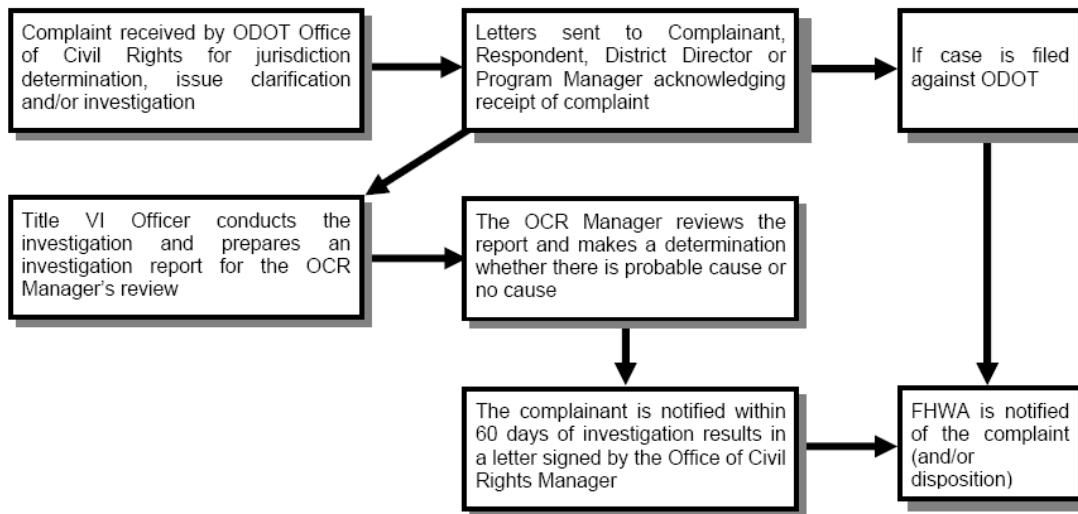 Complaint received by ODOT Office
of Civil Rights for jurisdiction
determination, issue clarification
and/or investigation
Letters sent to Complainant,
Respondent, District Director or
Program Manager acknowledging
receipt of complaint
If case is filed
against ODOT
Title VI Officer conducts the
investigation and prepares an
investigation report for the OCR
Manager's review
The OCR Manager reviews the
report and makes a determination
whether there is probable cause or
no cause
The complainant is notified within
60 days of investigation results in
a letter signed by the Office of Civil
Rights Manager
FHWA is notified
of the complaint
(and/or
disposition)